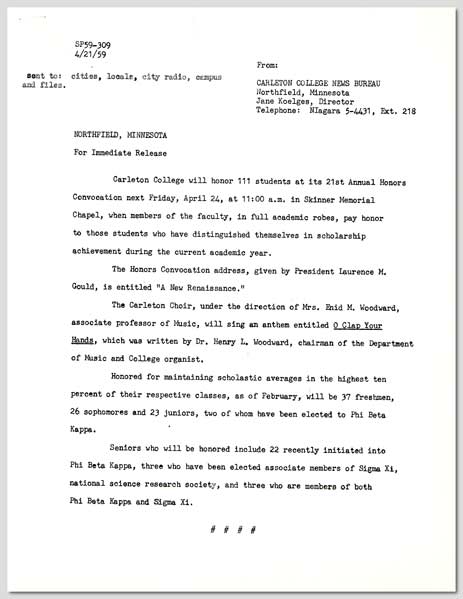 SP59-309
4/21/59
From:
sent to: cities, locals, city radio, campus
and files.
CARLETON COLLEGE NEWS BUREAU
Northfield, Minnesota
Jane Koelges, Director
Telephone: NIagara 5-4431, Ext. 218
NORTHFIELD, MINNESOTA
For Immediate Release
Carleton College will honor 111 students at its 21st Annual Honors
Convocation next Friday, April 24, at 11:00 a.m. in Skinner Memorial
Chapel, when members of the faculty, in full academic robes, pay honor
to those students who have distinguished themselves in scholarship
achievement during the current academic year.
The Honors Convocation address, given by President Laurence M.
Gould, is entitled "A New Renaissance."
The Carleton Choir, under the direction of Mrs. Enid M. Woodward,
associate professor of Music, will sing an anthem entitled O Clap Your
Hands, which was written by Dr. Henry L. Woodward, chairman of the Department
of Music and College organist.
Honored for maintaining scholastic averages in the highest ten
percent of their respective classes, as of February, will be 37 freshmen,
26 sophomores and 23 juniors, two of whom have been elected to Phi Beta
Kappa.
Seniors who will be honored include 22 recently initiated into
Phi Beta Kappa, three who have been elected associate members of Sigma Xi,
national science research society, and three who are members of both
Phi Beta Kappa and Sigma Xi.
# # # #